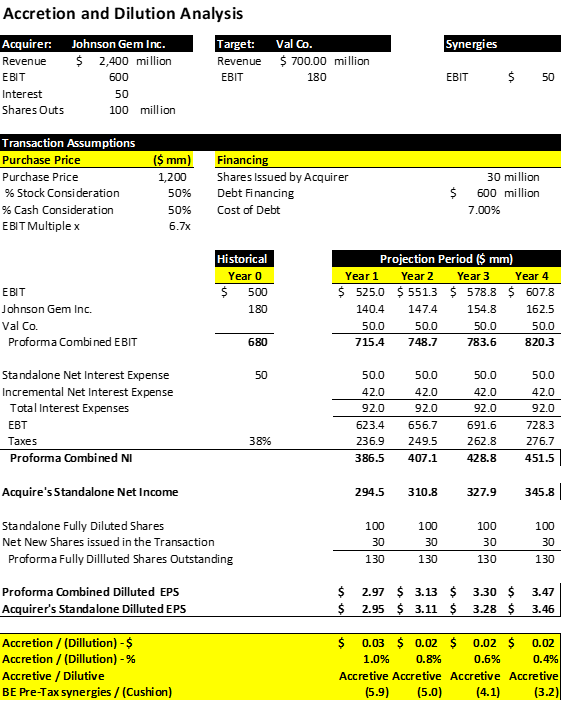 Accretion and Dilution Analysis
Acquirer: Johnson Gem Inc. Target: Val Co. Synergies
Revenue $ 2,400 million Revenue $ 700.00 million
EBIT 600 EBIT 180 EBIT $ 50
Interest 50
Shares Outs 100 million
Transaction Assumptions
Purchase Price ($ mm) Financing
Purchase Price 1,200 Shares Issued by Acquirer 30 million
% Stock Consideration 50% Debt Financing $ 600 million
% Cash Consideration 50% Cost of Debt 7.00%
EBIT Multiple x 6.7x
Historical Projection Period ($ mm)
Year 0 Year 1 Year 2 Year 3 Year 4
EBIT $ 500 $ 525.0 $ 551.3 $ 578.8 $ 607.8
Johnson Gem Inc. 180 140.4 147.4 154.8 162.5
Val Co. 50.0 50.0 50.0 50.0
Proforma Combined EBIT 680 715.4 748.7 783.6 820.3
Standalone Net Interest Expense 50 50.0 50.0 50.0 50.0
Incremental Net Interest Expense 42.0 42.0 42.0 42.0
Total Interest Expenses 92.0 92.0 92.0 92.0
EBT 623.4 656.7 691.6 728.3
Taxes 38% 236.9 249.5 262.8 276.7
Proforma Combined NI 386.5 407.1 428.8 451.5
Acquire's Standalone Net Income 294.5 310.8 327.9 345.8
Standalone Fully Diluted Shares 100 100 100 100
Net New Shares issued in the Transaction 30 30 30 30
Proforma Fully Dillluted Shares Outstanding 130 130 130 130
Proforma Combined Dilluted EPS $ 2.97 $ 3.13 $ 3.30 $ 3.47
Acquirer's Standalone Dilluted EPS $ 2.95 $ 3.11 $ 3.28 $ 3.46
Accretion / (Dillution) - $ $ 0.03 $ 0.02 $ 0.02 $ 0.02
Accretion / (Dillution) - % 1.0% 0.8% 0.6% 0.4%
Accretive / Dilutive Accretive Accretive Accretive Accretive
BE Pre-Tax synergies / (Cushion) (5.9) (5.0) (4.1) (3.2)